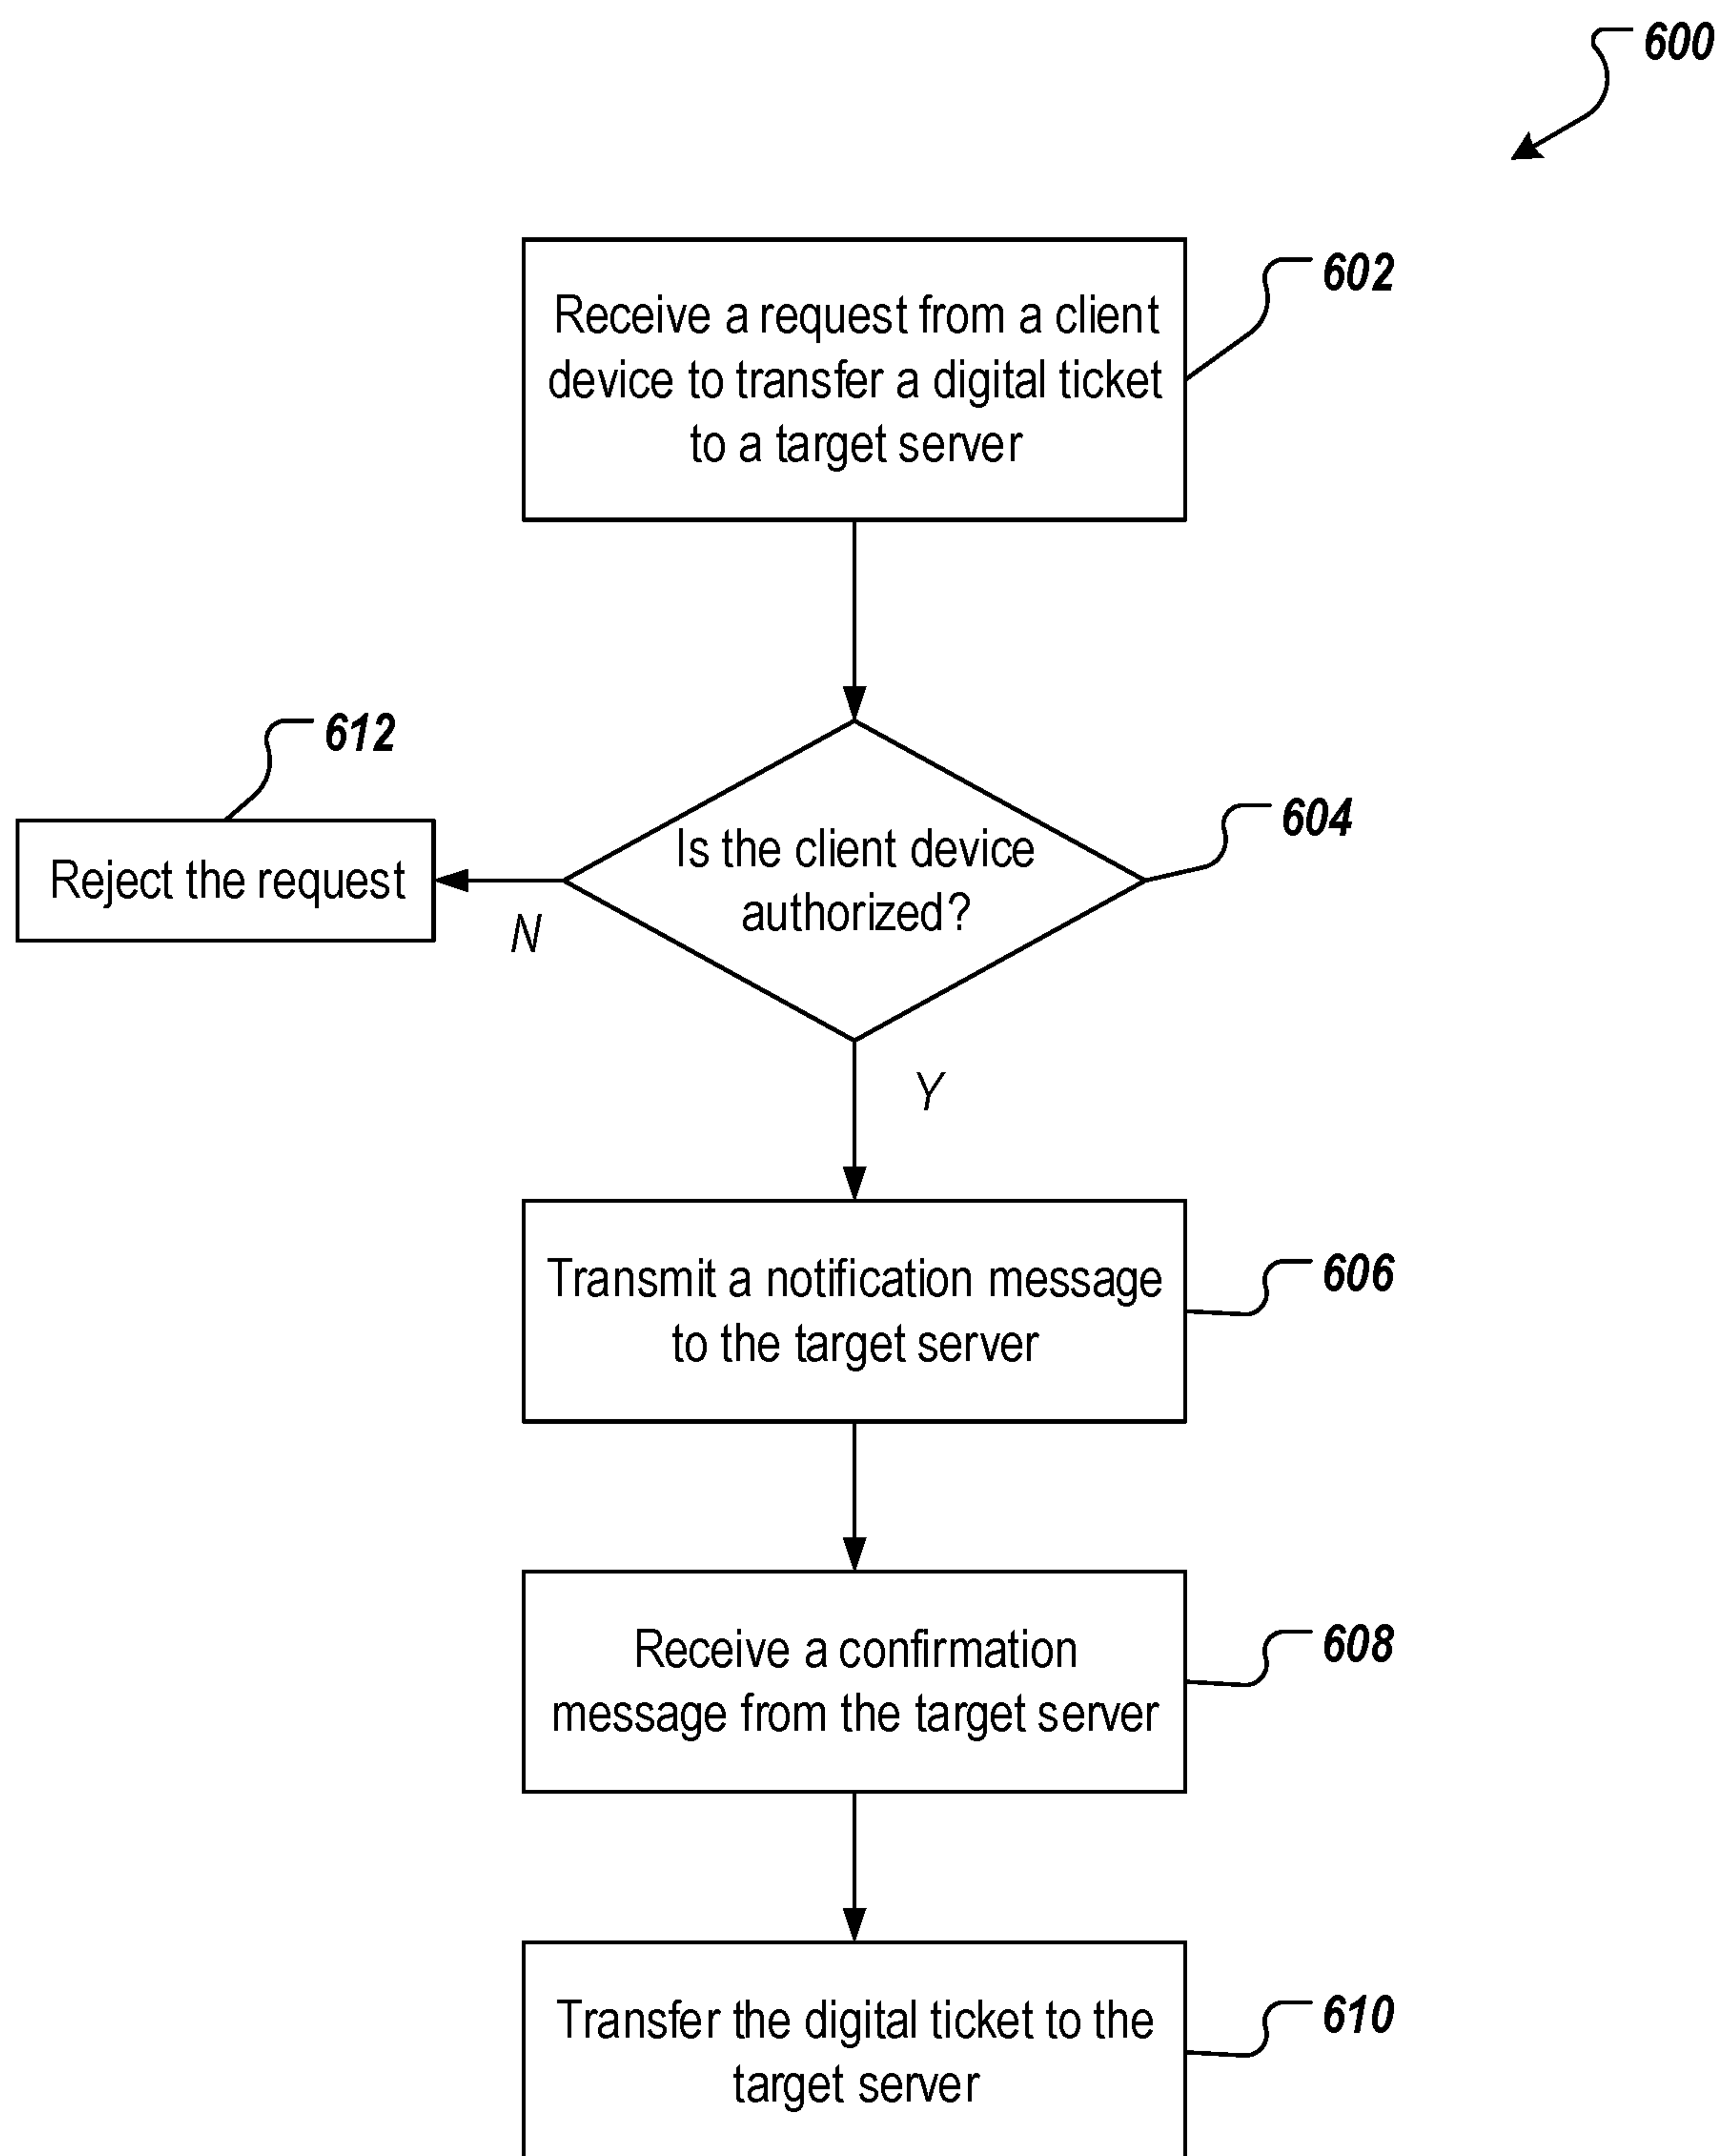 600
Receive a request from a client
device to transfer a digital ticket
to a target server
602
612
Reject the request
N
Is the client device
authorized?
604
Y
Transmit a notification message
to the target server
606
Receive a confirmation
message from the target server
608
Transfer the digital ticket to the
target server
610